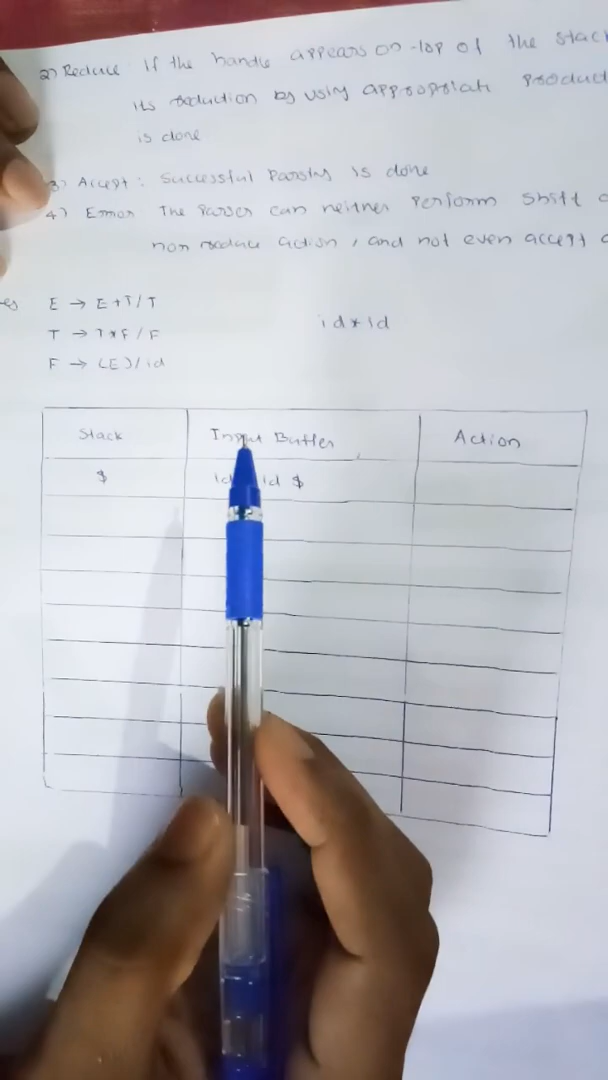 2) Reduce : If the handle appears on top of the stack
its reduction by using appropriate
is done
3) Accept : Successful Parsing is done
4) Error The Parser can neither Perform Shift
non reduce action, and not even accept
E → E+T/T
id*id
T → T*F/F
F → (E)/id
Stack Input Buffer Action
$ id $